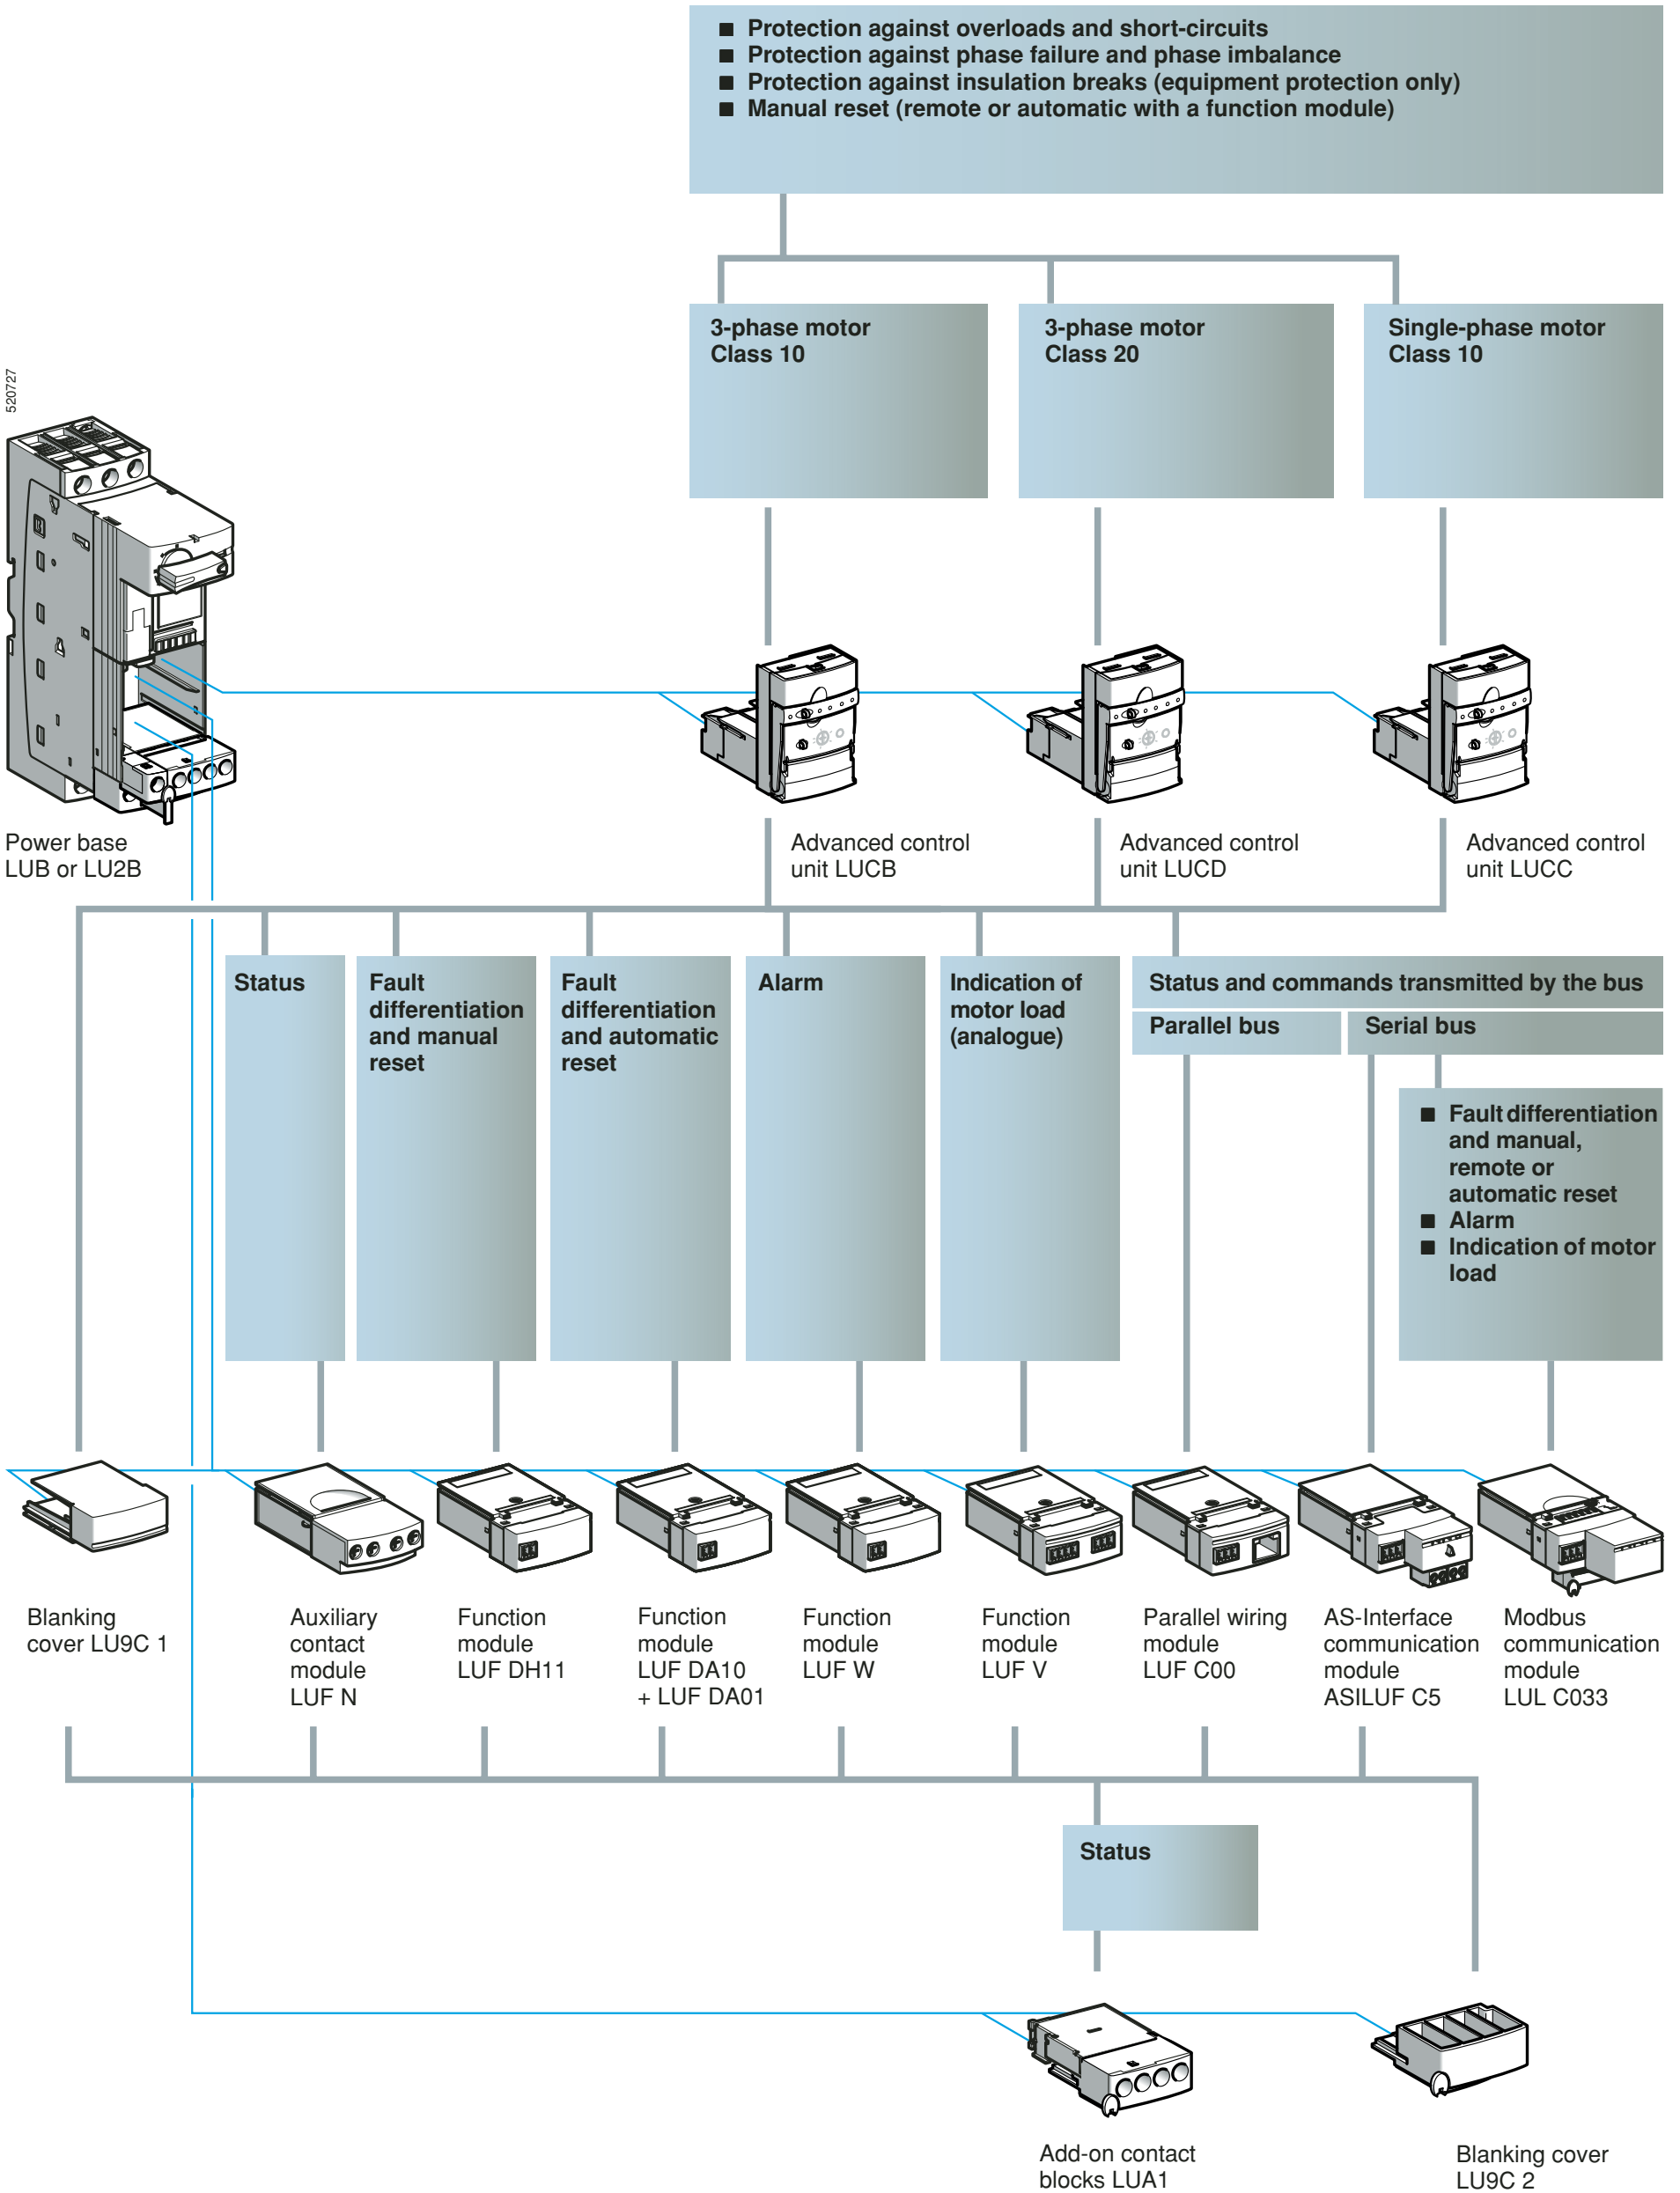 ■ Protection against overloads and short-circuits
■ Protection against phase failure and phase imbalance
■ Protection against insulation breaks (equipment protection only)
■ Manual reset (remote or automatic with a function module)
3-phase motor
Class 10
3-phase motor
Class 20
Single-phase motor
Class 10
520727
Power base
LUB or LU2B
Advanced control
unit LUCB
Advanced control
unit LUCD
Advanced control
unit LUCC
Status
Fault
differentiation
and manual
reset
Fault
differentiation
and automatic
reset
Alarm
Indication of
motor load
(analogue)
Status and commands transmitted by the bus
Parallel bus
Serial bus
■ Fault differentiation
and manual,
remote or
automatic reset
■ Alarm
■ Indication of motor
load
Blanking
cover LU9C 1
Auxiliary
contact
module
LUF N
Function
module
LUF DH11
Function
module
LUF DA10
+ LUF DA01
Function
module
LUF W
Function
module
LUF V
Parallel wiring
module
LUF C00
AS-Interface
communication
module
ASILUF C5
Modbus
communication
module
LUL C033
Status
Add-on contact
blocks LUA1
Blanking cover
LU9C 2